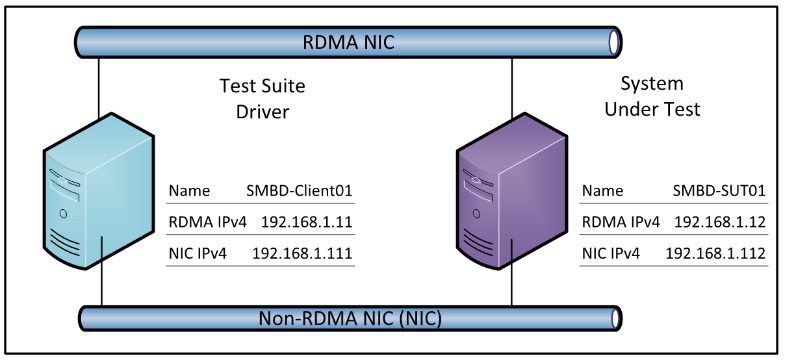 RDMA NIC
Test Suite
Driver
System
Under Test
Name SMBD-Client01
RDMA IPv4 192.168.1.11
NIC IPv4 192.168.1.111
Name SMBD-SUT01
RDMA IPv4 192.168.1.12
NIC IPv4 192.168.1.112
Non-RDMA NIC (NIC)